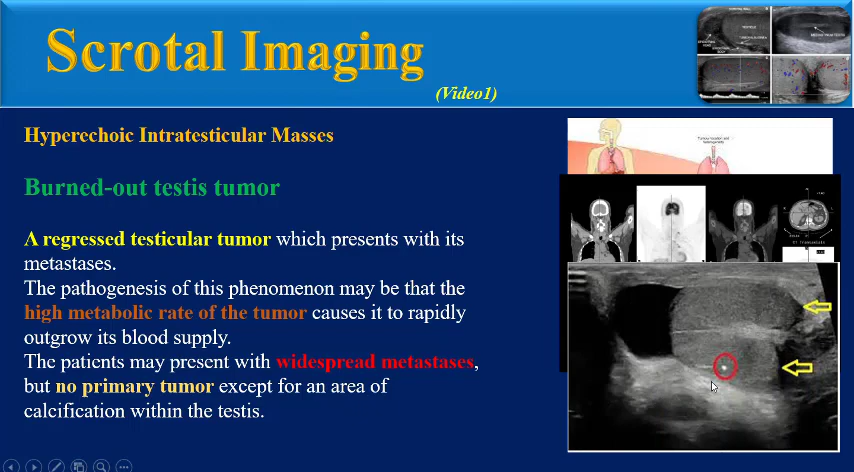 Scrotal Imaging
(Video1)
Hyperechoic Intratesticular Masses
Burned-out testis tumor
A regressed testicular tumor which presents with its
metastases.
The pathogenesis of this phenomenon may be that the
high metabolic rate of the tumor causes it to rapidly
outgrow its blood supply.
The patients may present with widespread metastases,
but no primary tumor except for an area of
calcification within the testis.